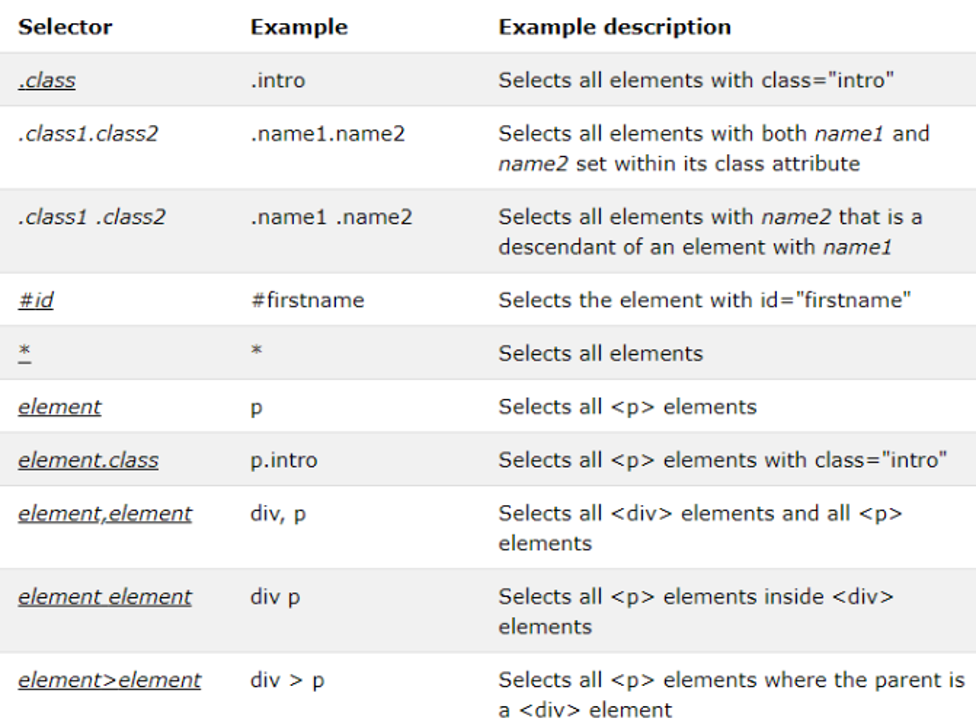 Selector Example Example description
.class .intro Selects all elements with class="intro"
.class1.class2 .name1.name2 Selects all elements with both name1 and
name2 set within its class attribute
.class1 .class2 .name1 .name2 Selects all elements with name2 that is a
descendant of an element with name1
#id #firstname Selects the element with id="firstname"
* * Selects all elements
element p Selects all <p> elements
element.class p.intro Selects all <p> elements with class="intro"
element,element div, p Selects all <div> elements and all <p>
elements
element element div p Selects all <p> elements inside <div>
elements
element>element div > p Selects all <p> elements where the parent is
a <div> element